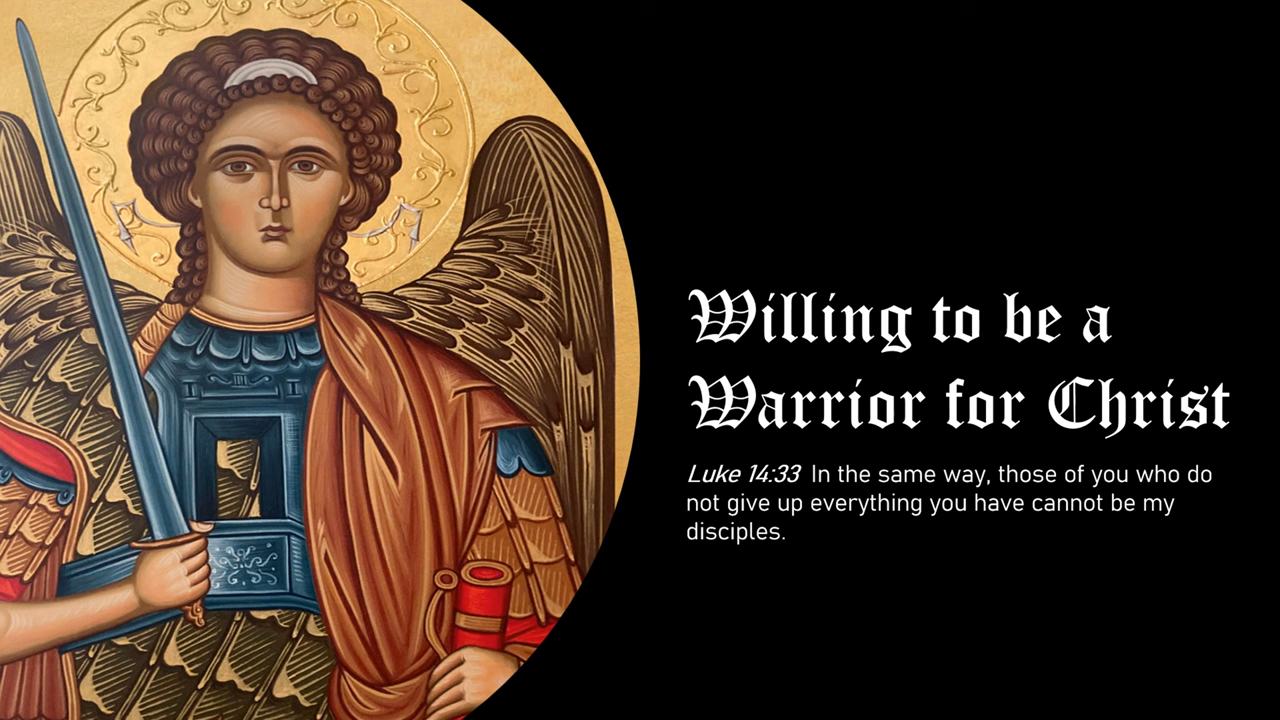 Willing to be a
Warrior for Christ
Luke 14:33 In the same way, those of you who do
not give up everything you have cannot be my
disciples.